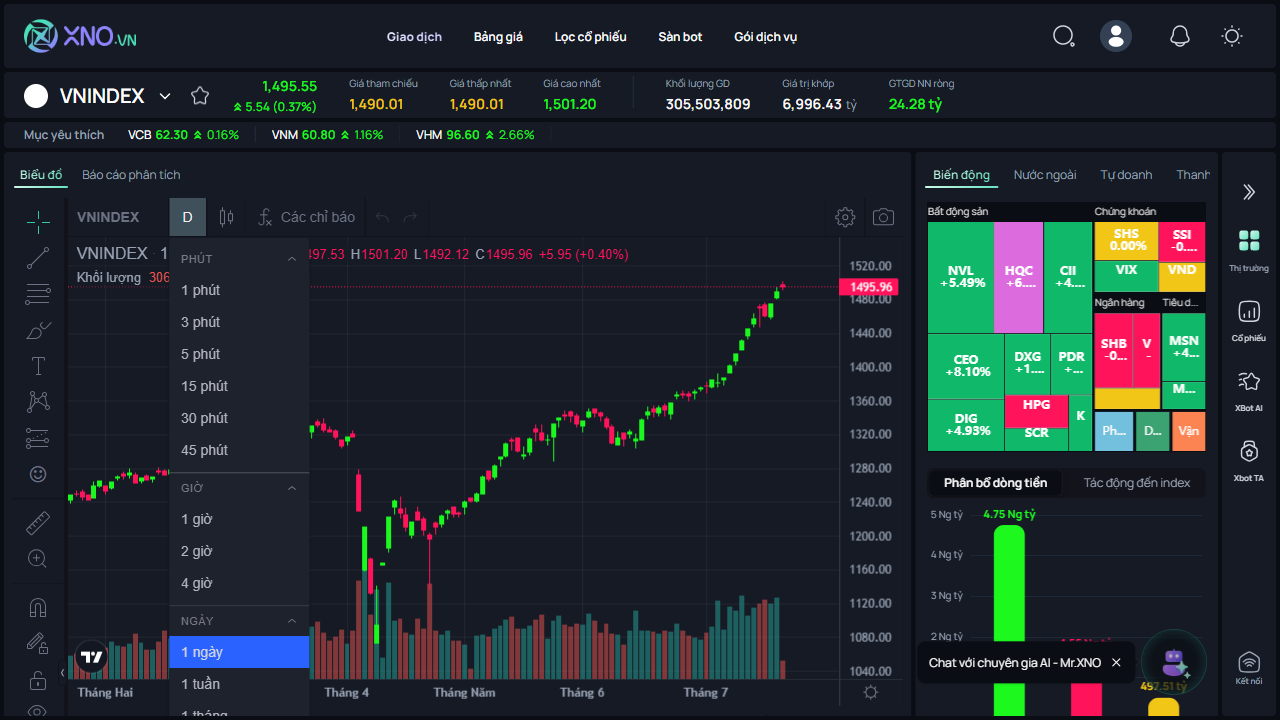 XNO.VN
Giao dịch
Bảng giá
Lọc cổ phiếu
Sàn bot
Gói dịch vụ
VNINDEX
1,495.55
5.54 (0.37%)
Giá tham chiếu
1,490.01
Giá thấp nhất
1,490.01
Giá cao nhất
1,501.20
Khối lượng GD
305,503,809
Giá trị khớp
6,996.43 tỷ
GTGD NN ròng
24.28 tỷ
Mục yêu thích
VCB 62.30 0.16%
VNM 60.80 1.16%
VHM 96.60 2.66%
Biểu đồ
Báo cáo phân tích
VNINDEX
D
Các chỉ báo
VNINDEX · 1
497.53 H1501.20 L1492.12 C1495.96 +5.95 (+0.40%)
Khối lượng 306
PHÚT
1 phút
3 phút
5 phút
15 phút
30 phút
45 phút
GIỜ
1 giờ
2 giờ
4 giờ
NGÀY
1 ngày
1 tuần
1 tháng
1520.00
1495.96
1480.00
1440.00
1400.00
1360.00
1320.00
1280.00
1240.00
1200.00
1160.00
1120.00
1080.00
1040.00
Tháng Hai
Tháng 4
Tháng Năm
Tháng 6
Tháng 7
Biến động
Nước ngoài
Tự doanh
Thanh
Bất động sản
NVL
+5.49%
HQC
+6....
CII
+4....
CEO
+8.10%
DXG
+1....
PDR
+...
DIG
+4.93%
HPG
SCR
K
Chứng khoán
SHS
0.00%
SSI
-0....
VIX
VND
Ngân hàng
SHB
-0...
V
-
Tiêu d...
MSN
+4...
M...
Ph...
D...
Vận
Phân bổ dòng tiền
Tác động đến index
5 Ng tỷ
4 Ng tỷ
3 Ng tỷ
2 Ng tỷ
4.75 Ng tỷ
497.51 tỷ
Chat với chuyên gia AI - Mr.XNO
Thị trường
Cổ phiếu
XBot AI
Xbot TA
Kết nối